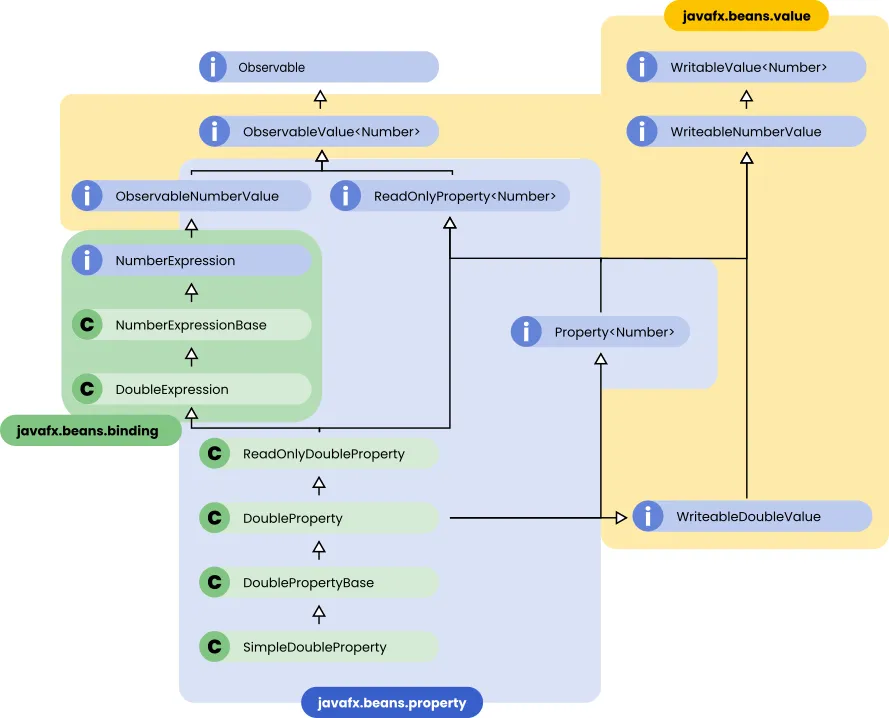 javafx.beans.value
i Observable
i WritableValue<Number>
i ObservableValue<Number>
i WriteableNumberValue
i ObservableNumberValue
i ReadOnlyProperty<Number>
i NumberExpression
C NumberExpressionBase
i Property<Number>
C DoubleExpression
javafx.beans.binding
C ReadOnlyDoubleProperty
C DoubleProperty
i WriteableDoubleValue
C DoublePropertyBase
C SimpleDoubleProperty
javafx.beans.property